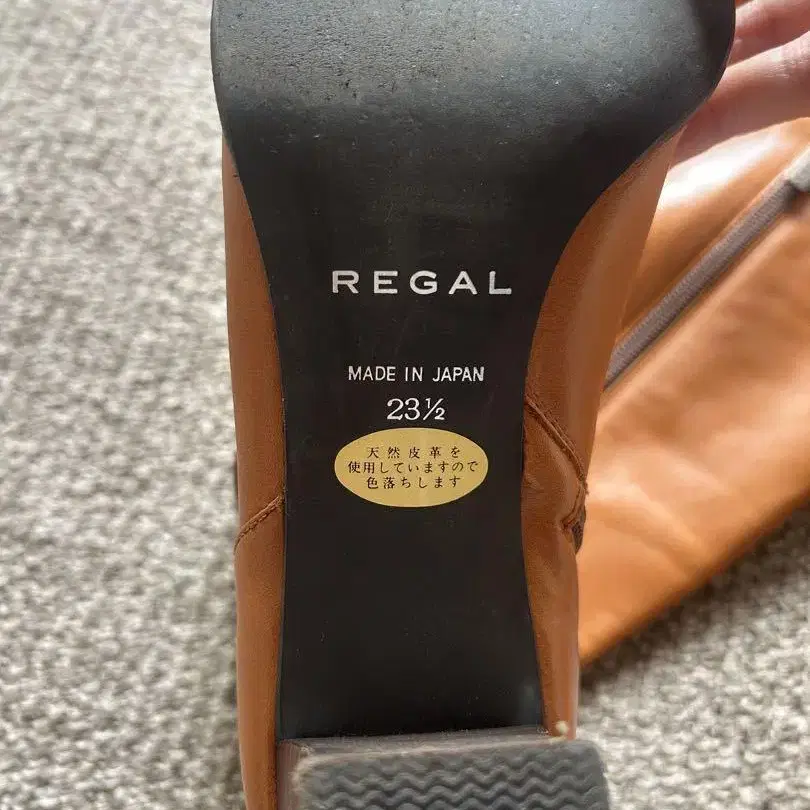 REGAL
MADE IN JAPAN
23½
天然皮革を
使用していますので
色落ちします